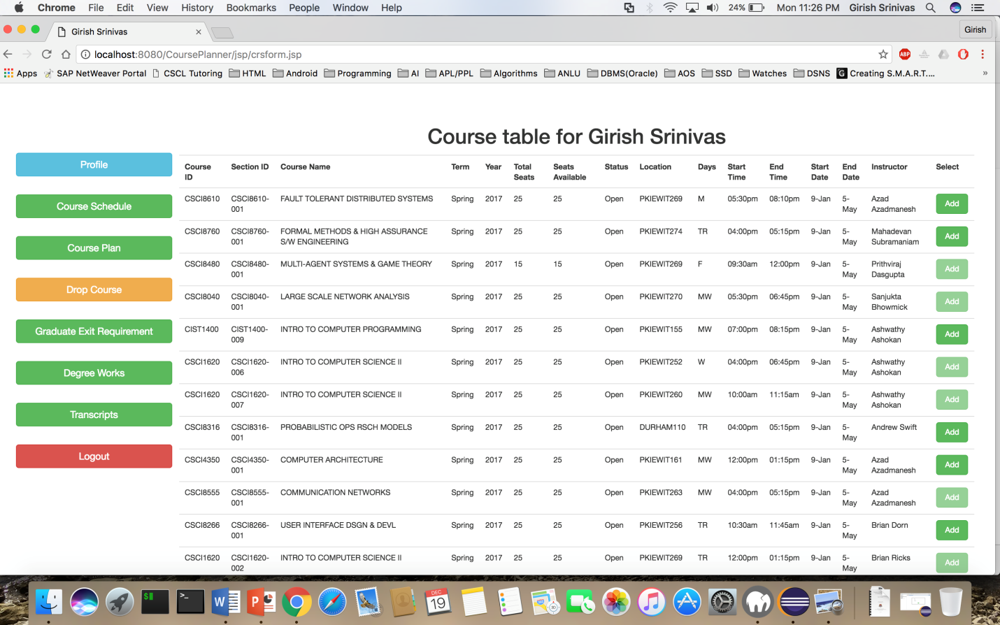 Chrome File Edit View History Bookmarks People Window Help 24% Mon 11:26 PM Girish Srinivas
Girish Srinivas Girish
localhost:8080/CoursePlanner/jsp/crsform.jsp ABP
Apps SAP NetWeaver Portal CSCL Tutoring HTML Android Programming AI APL/PPL Algorithms ANLU DBMS(Oracle) AOS SSD Watches DSNS G Creating S.M.A.R.T.... »
Course table for Girish Srinivas
Profile
Course Schedule
Course Plan
Drop Course
Graduate Exit Requirement
Degree Works
Transcripts
Logout
Course ID Section ID Course Name Term Year Total Seats Seats Available Status Location Days Start Time End Time Start Date End Date Instructor Select
CSCI8610 CSCI8610-001 FAULT TOLERANT DISTRIBUTED SYSTEMS Spring 2017 25 25 Open PKIEWIT269 M 05:30pm 08:10pm 9-Jan 5-May Azad Azadmanesh Add
CSCI8760 CSCI8760-001 FORMAL METHODS & HIGH ASSURANCE S/W ENGINEERING Spring 2017 25 25 Open PKIEWIT274 TR 04:00pm 05:15pm 9-Jan 5-May Mahadevan Subramaniam Add
CSCI8480 CSCI8480-001 MULTI-AGENT SYSTEMS & GAME THEORY Spring 2017 15 15 Open PKIEWIT269 F 09:30am 12:00pm 9-Jan 5-May Prithviraj Dasgupta Add
CSCI8040 CSCI8040-001 LARGE SCALE NETWORK ANALYSIS Spring 2017 25 25 Open PKIEWIT270 MW 05:30pm 06:45pm 9-Jan 5-May Sanjukta Bhowmick Add
CIST1400 CIST1400-009 INTRO TO COMPUTER PROGRAMMING Spring 2017 25 25 Open PKIEWIT155 MW 07:00pm 08:15pm 9-Jan 5-May Ashwathy Ashokan Add
CSCI1620 CSCI1620-006 INTRO TO COMPUTER SCIENCE II Spring 2017 25 25 Open PKIEWIT252 W 04:00pm 06:45pm 9-Jan 5-May Ashwathy Ashokan Add
CSCI1620 CSCI1620-007 INTRO TO COMPUTER SCIENCE II Spring 2017 25 25 Open PKIEWIT260 MW 10:00am 11:15am 9-Jan 5-May Ashwathy Ashokan Add
CSCI8316 CSCI8316-001 PROBABILISTIC OPS RSCH MODELS Spring 2017 25 25 Open DURHAM110 TR 04:00pm 05:15pm 9-Jan 5-May Andrew Swift Add
CSCI4350 CSCI4350-001 COMPUTER ARCHITECTURE Spring 2017 25 25 Open PKIEWIT161 MW 12:00pm 01:15pm 9-Jan 5-May Azad Azadmanesh Add
CSCI8555 CSCI8555-001 COMMUNICATION NETWORKS Spring 2017 25 25 Open PKIEWIT263 MW 04:00pm 05:15pm 9-Jan 5-May Azad Azadmanesh Add
CSCI8266 CSCI8266-001 USER INTERFACE DSGN & DEVL Spring 2017 25 25 Open PKIEWIT256 TR 10:30am 11:45am 9-Jan 5-May Brian Dorn Add
CSCI1620 CSCI1620-002 INTRO TO COMPUTER SCIENCE II Spring 2017 25 25 Open PKIEWIT269 TR 12:00pm 01:15pm 9-Jan 5-May Brian Ricks Add
DEC
19